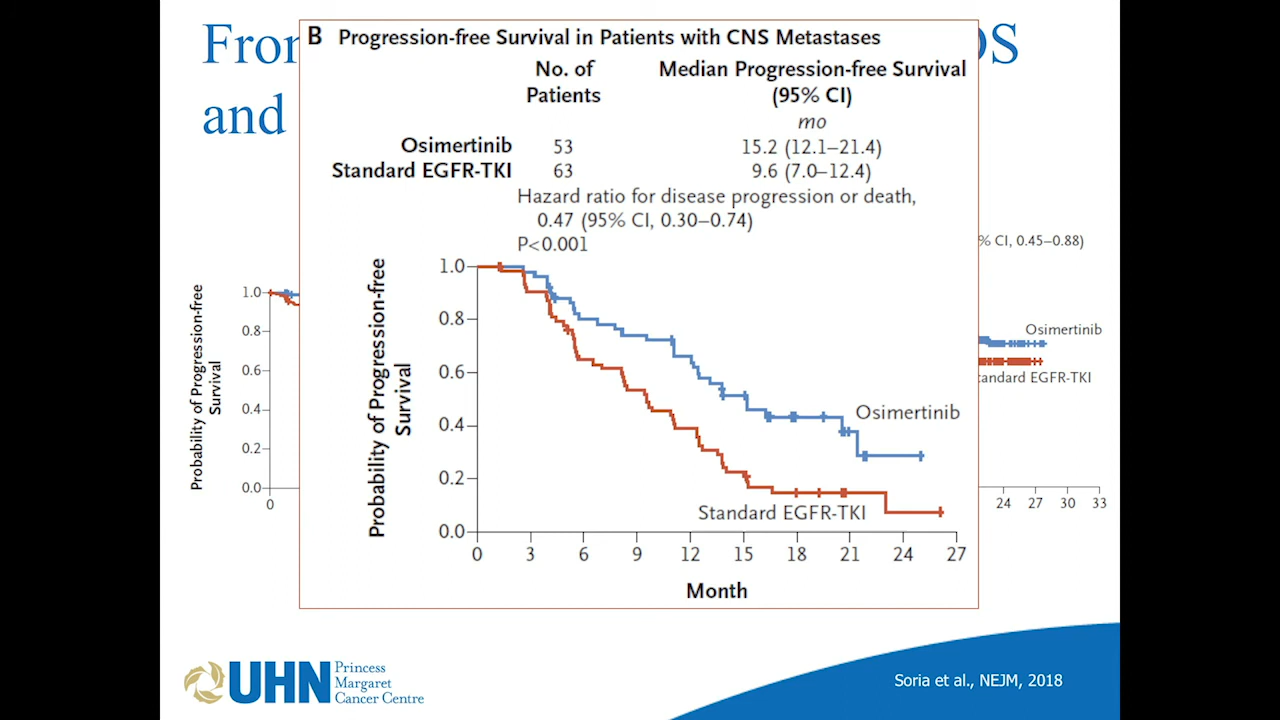 Fron
OS
and
B Progression-free Survival in Patients with CNS Metastases
No. of Patients
Median Progression-free Survival (95% CI)
mo
Osimertinib 53 15.2 (12.1–21.4)
Standard EGFR-TKI 63 9.6 (7.0–12.4)
Hazard ratio for disease progression or death,
0.47 (95% CI, 0.30–0.74)
P<0.001
% CI, 0.45–0.88)
Probability of Progression-free
Survival
1.0
0.8
0.6
0.4
0.2
0.0
0
Probability of Progression-free
Survival
1.0
0.8
0.6
0.4
0.2
0.0
Osimertinib
Standard EGFR-TKI
0 3 6 9 12 15 18 21 24 27
Month
Osimertinib
tandard EGFR-TKI
24 27 30 33
UHN
Princess
Margaret
Cancer Centre
Soria et al., NEJM, 2018